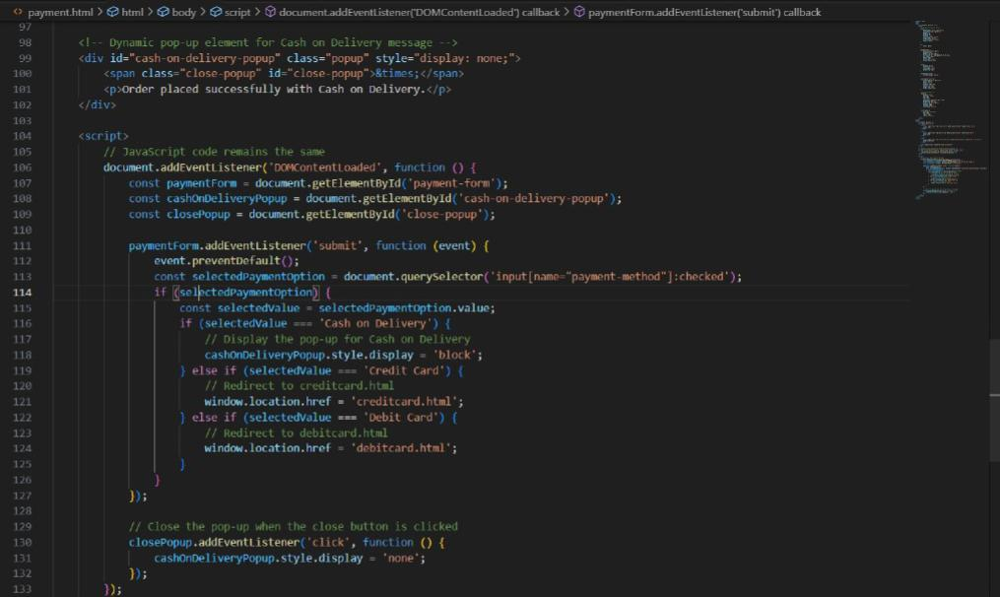 payment.html > html > body > script > document.addEventListener('DOMContentLoaded') callback > paymentForm.addEventListener('submit') callback
97
98 <!-- Dynamic pop-up element for Cash on Delivery message -->
99 <div id="cash-on-delivery-popup" class="popup" style="display: none;">
100 <span class="close-popup" id="close-popup">&times;</span>
101 <p>Order placed successfully with Cash on Delivery.</p>
102 </div>
103
104 <script>
105 // JavaScript code remains the same
106 document.addEventListener('DOMContentLoaded', function () {
107 const paymentForm = document.getElementById('payment-form');
108 const cashOnDeliveryPopup = document.getElementById('cash-on-delivery-popup');
109 const closePopup = document.getElementById('close-popup');
110
111 paymentForm.addEventListener('submit', function (event) {
112 event.preventDefault();
113 const selectedPaymentOption = document.querySelector('input[name="payment-method"]:checked');
114 if (selectedPaymentOption) {
115 const selectedValue = selectedPaymentOption.value;
116 if (selectedValue === 'Cash on Delivery') {
117 // Display the pop-up for Cash on Delivery
118 cashOnDeliveryPopup.style.display = 'block';
119 } else if (selectedValue === 'Credit Card') {
120 // Redirect to creditcard.html
121 window.location.href = 'creditcard.html';
122 } else if (selectedValue === 'Debit Card') {
123 // Redirect to debitcard.html
124 window.location.href = 'debitcard.html';
125 }
126 }
127 });
128
129 // Close the pop-up when the close button is clicked
130 closePopup.addEventListener('click', function () {
131 cashOnDeliveryPopup.style.display = 'none';
132 });
133 });